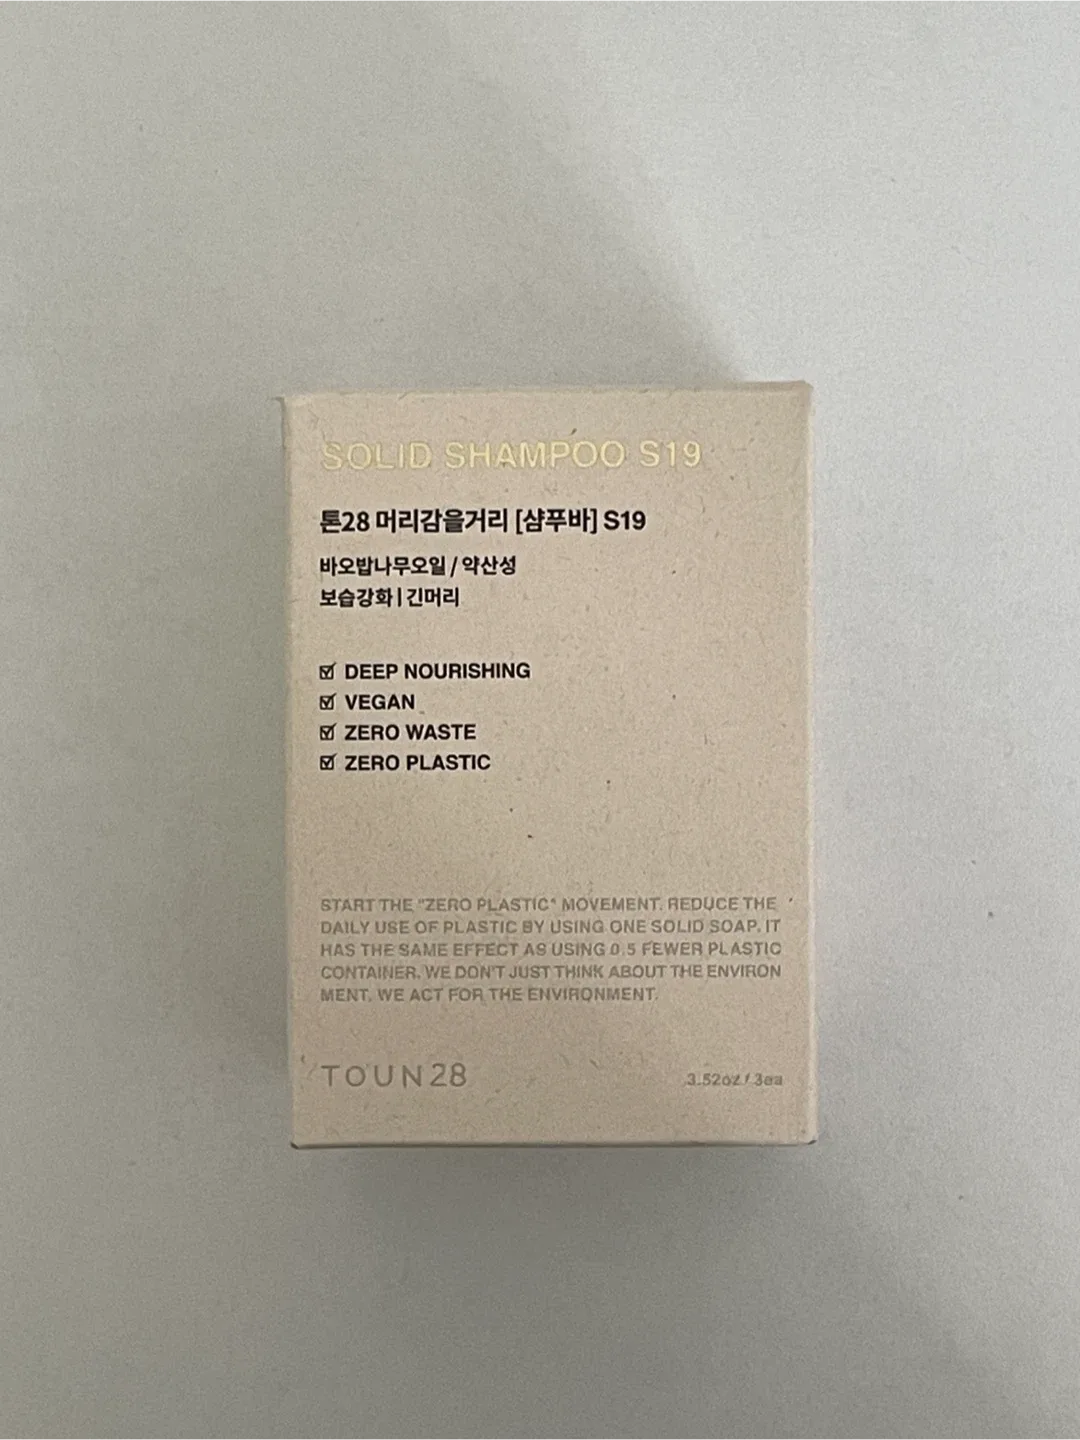 SOLID SHAMPOO S19
톤28 머리감을거리 [샴푸바] S19
바오밥나무오일 / 약산성
보습강화 | 긴머리
☑ DEEP NOURISHING
☑ VEGAN
☑ ZERO WASTE
☑ ZERO PLASTIC
START THE "ZERO PLASTIC" MOVEMENT. REDUCE THE
DAILY USE OF PLASTIC BY USING ONE SOLID SOAP. IT
HAS THE SAME EFFECT AS USING 0.5 FEWER PLASTIC
CONTAINER. WE DON'T JUST THINK ABOUT THE ENVIRON
MENT. WE ACT FOR THE ENVIRONMENT.
TOUN28
3.52oz / 3ea